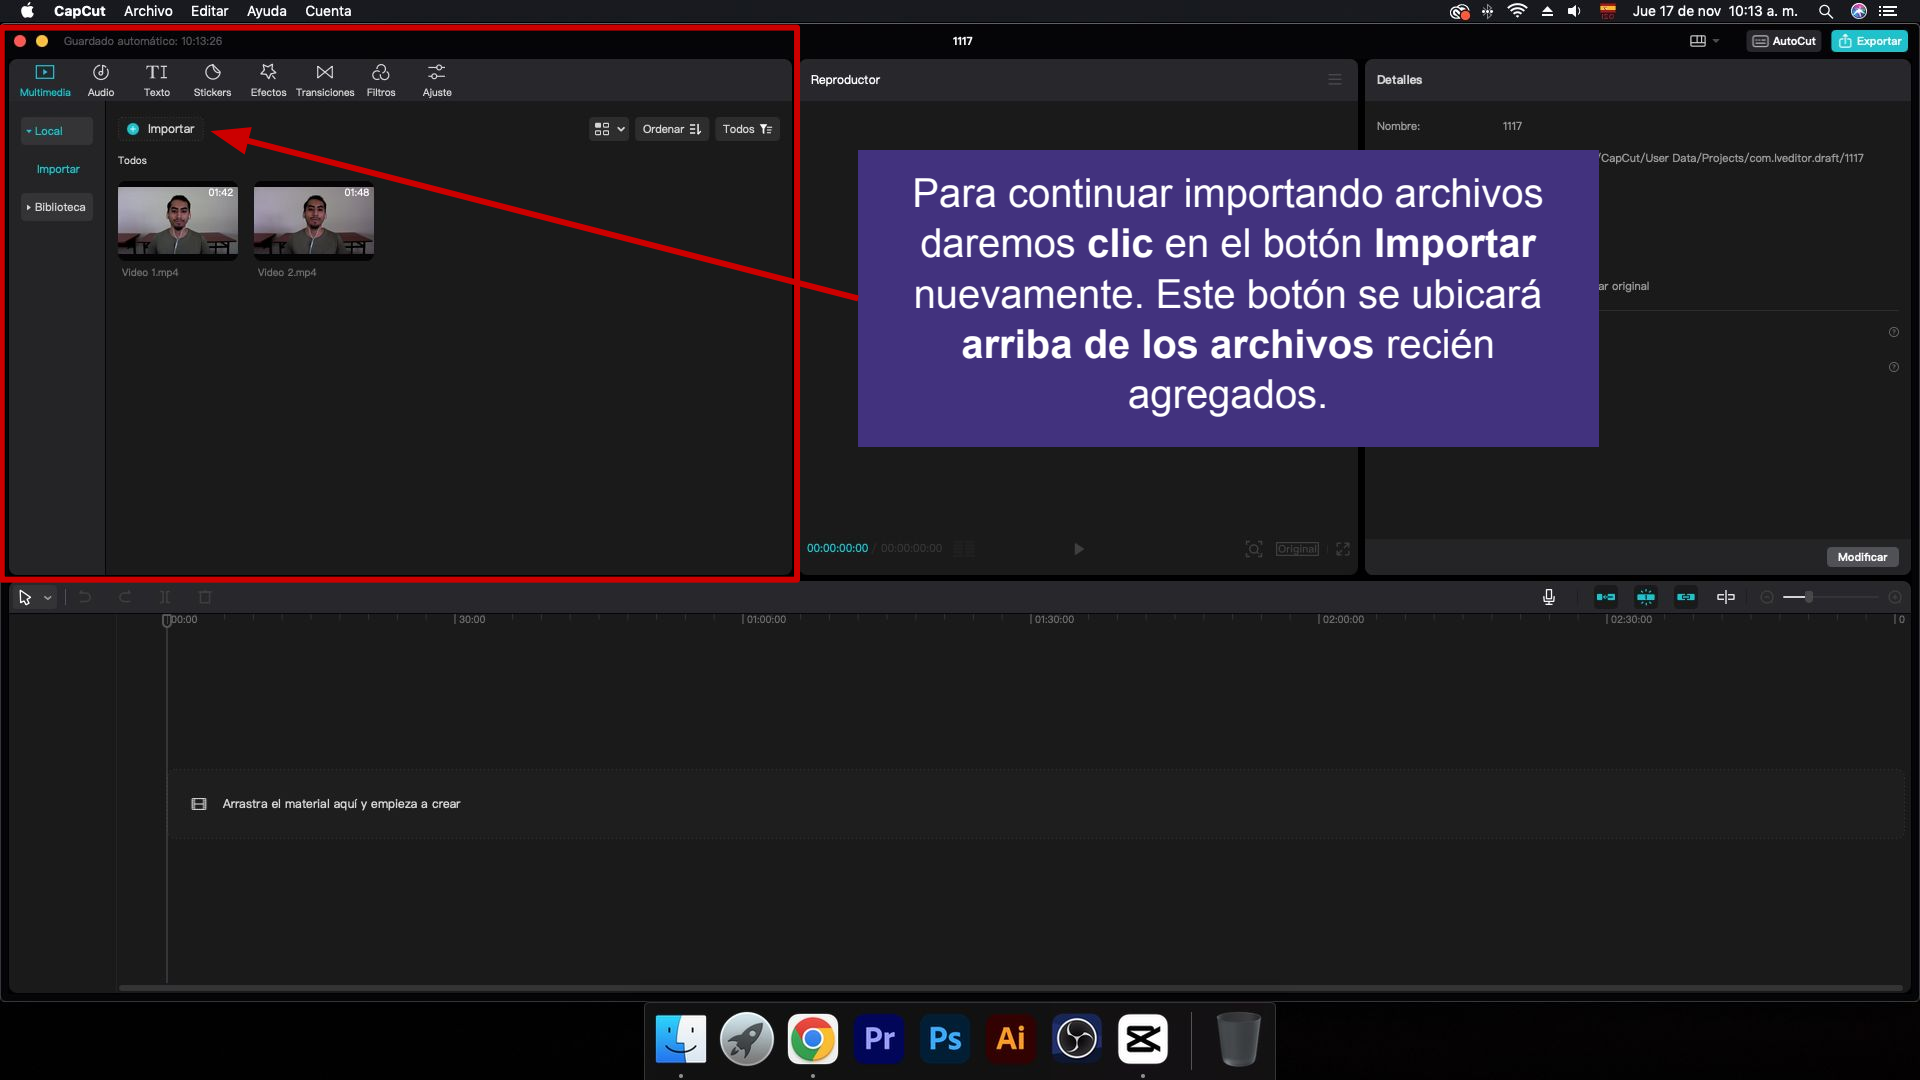 CapCut Archivo Editar Ayuda Cuenta
Jue 17 de nov 10:13 a. m.
Guardado automático: 10:13:26
1117
AutoCut
Exportar
Multimedia Audio Texto Stickers Efectos Transiciones Filtros Ajuste
TI
Reproductor
Detalles
Local
Importar
Biblioteca
Importar
Ordenar
Todos
Todos
01:42
01:48
Video 1.mp4
Video 2.mp4
Nombre: 1117
/CapCut/User Data/Projects/com.lveditor.draft/1117
ar original
Para continuar importando archivos
daremos clic en el botón Importar
nuevamente. Este botón se ubicará
arriba de los archivos recién
agregados.
00:00:00:00 / 00:00:00:00
Original
Modificar
00:00 30:00 01:00:00 01:30:00 02:00:00 02:30:00 0
Arrastra el material aquí y empieza a crear
Pr Ps Ai